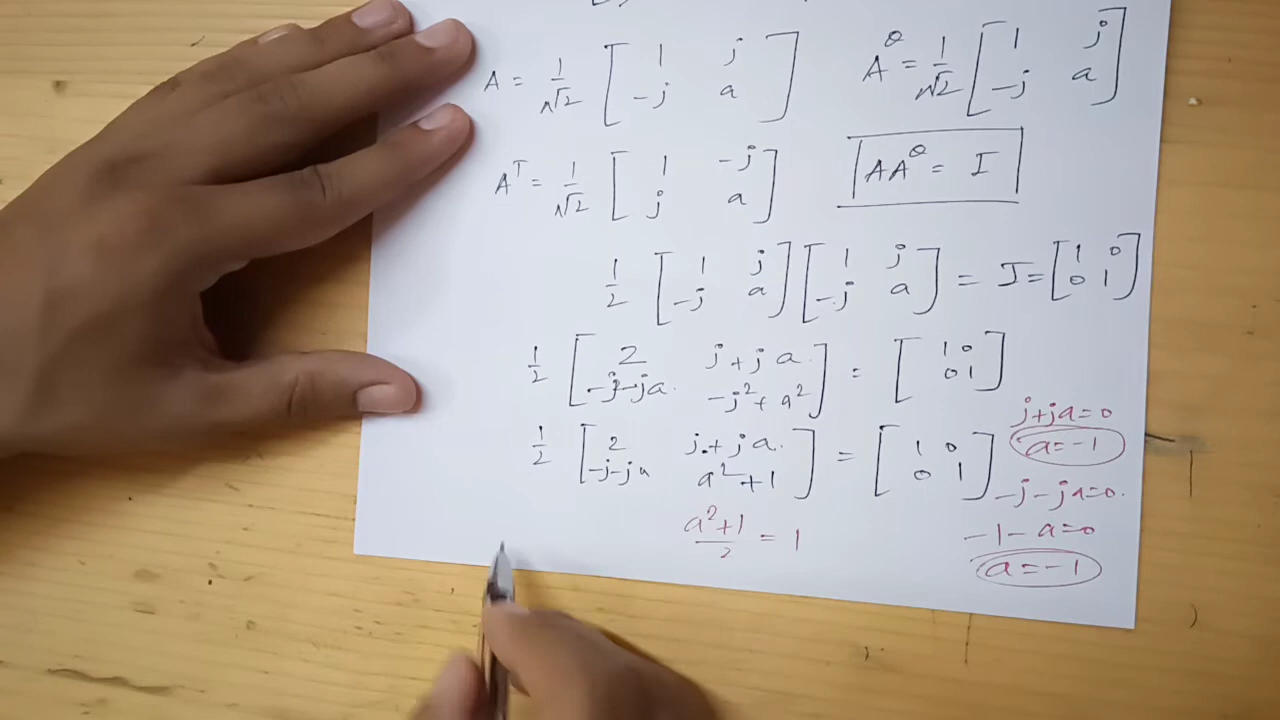 A = 1/√2 [ 1 j ; -j a ]   A^θ = 1/√2 [ 1 j ; -j a ]
A^T = 1/√2 [ 1 -j ; j a ]   AA^θ = I
1/2 [ 1 j ; -j a ] [ 1 j ; -j a ] = I = [ 1 0 ; 0 1 ]
1/2 [ 2 j+ja ; -j-ja -j²+a² ] = [ 1 0 ; 0 1 ]
1/2 [ 2 j+ja ; -j-ja a²+1 ] = [ 1 0 ; 0 1 ]
j+ja=0
a=-1
-j-ja=0
-1-a=0
a=-1
(a²+1)/2 = 1